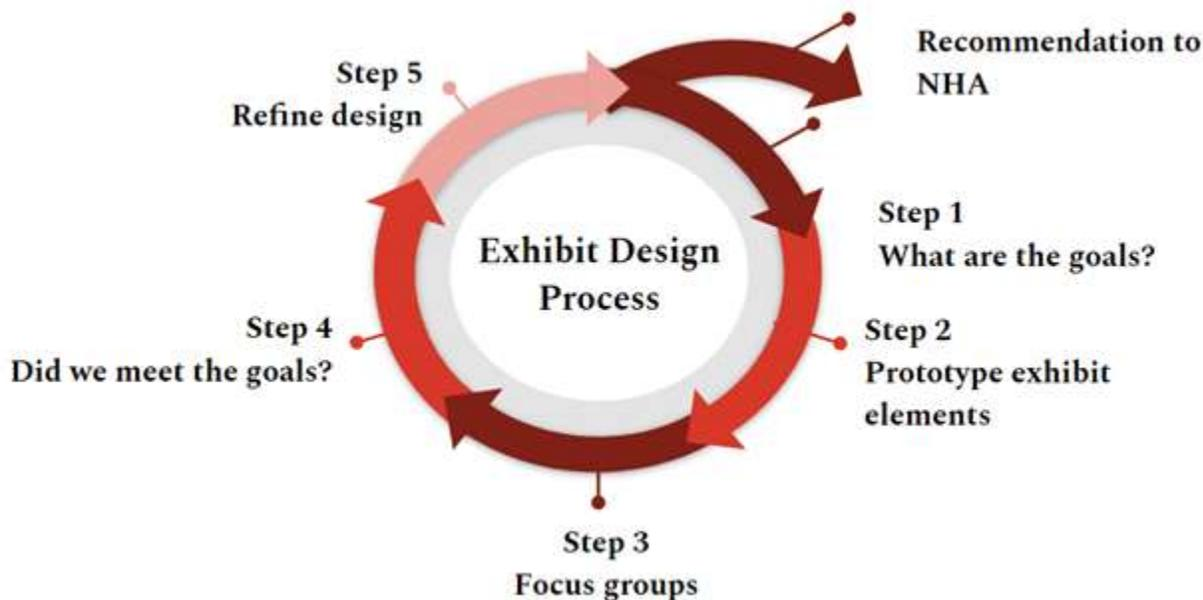 Exhibit Design
Process
Recommendation to
NHA
Step 1
What are the goals?
Step 2
Prototype exhibit
elements
Step 3
Focus groups
Step 4
Did we meet the goals?
Step 5
Refine design